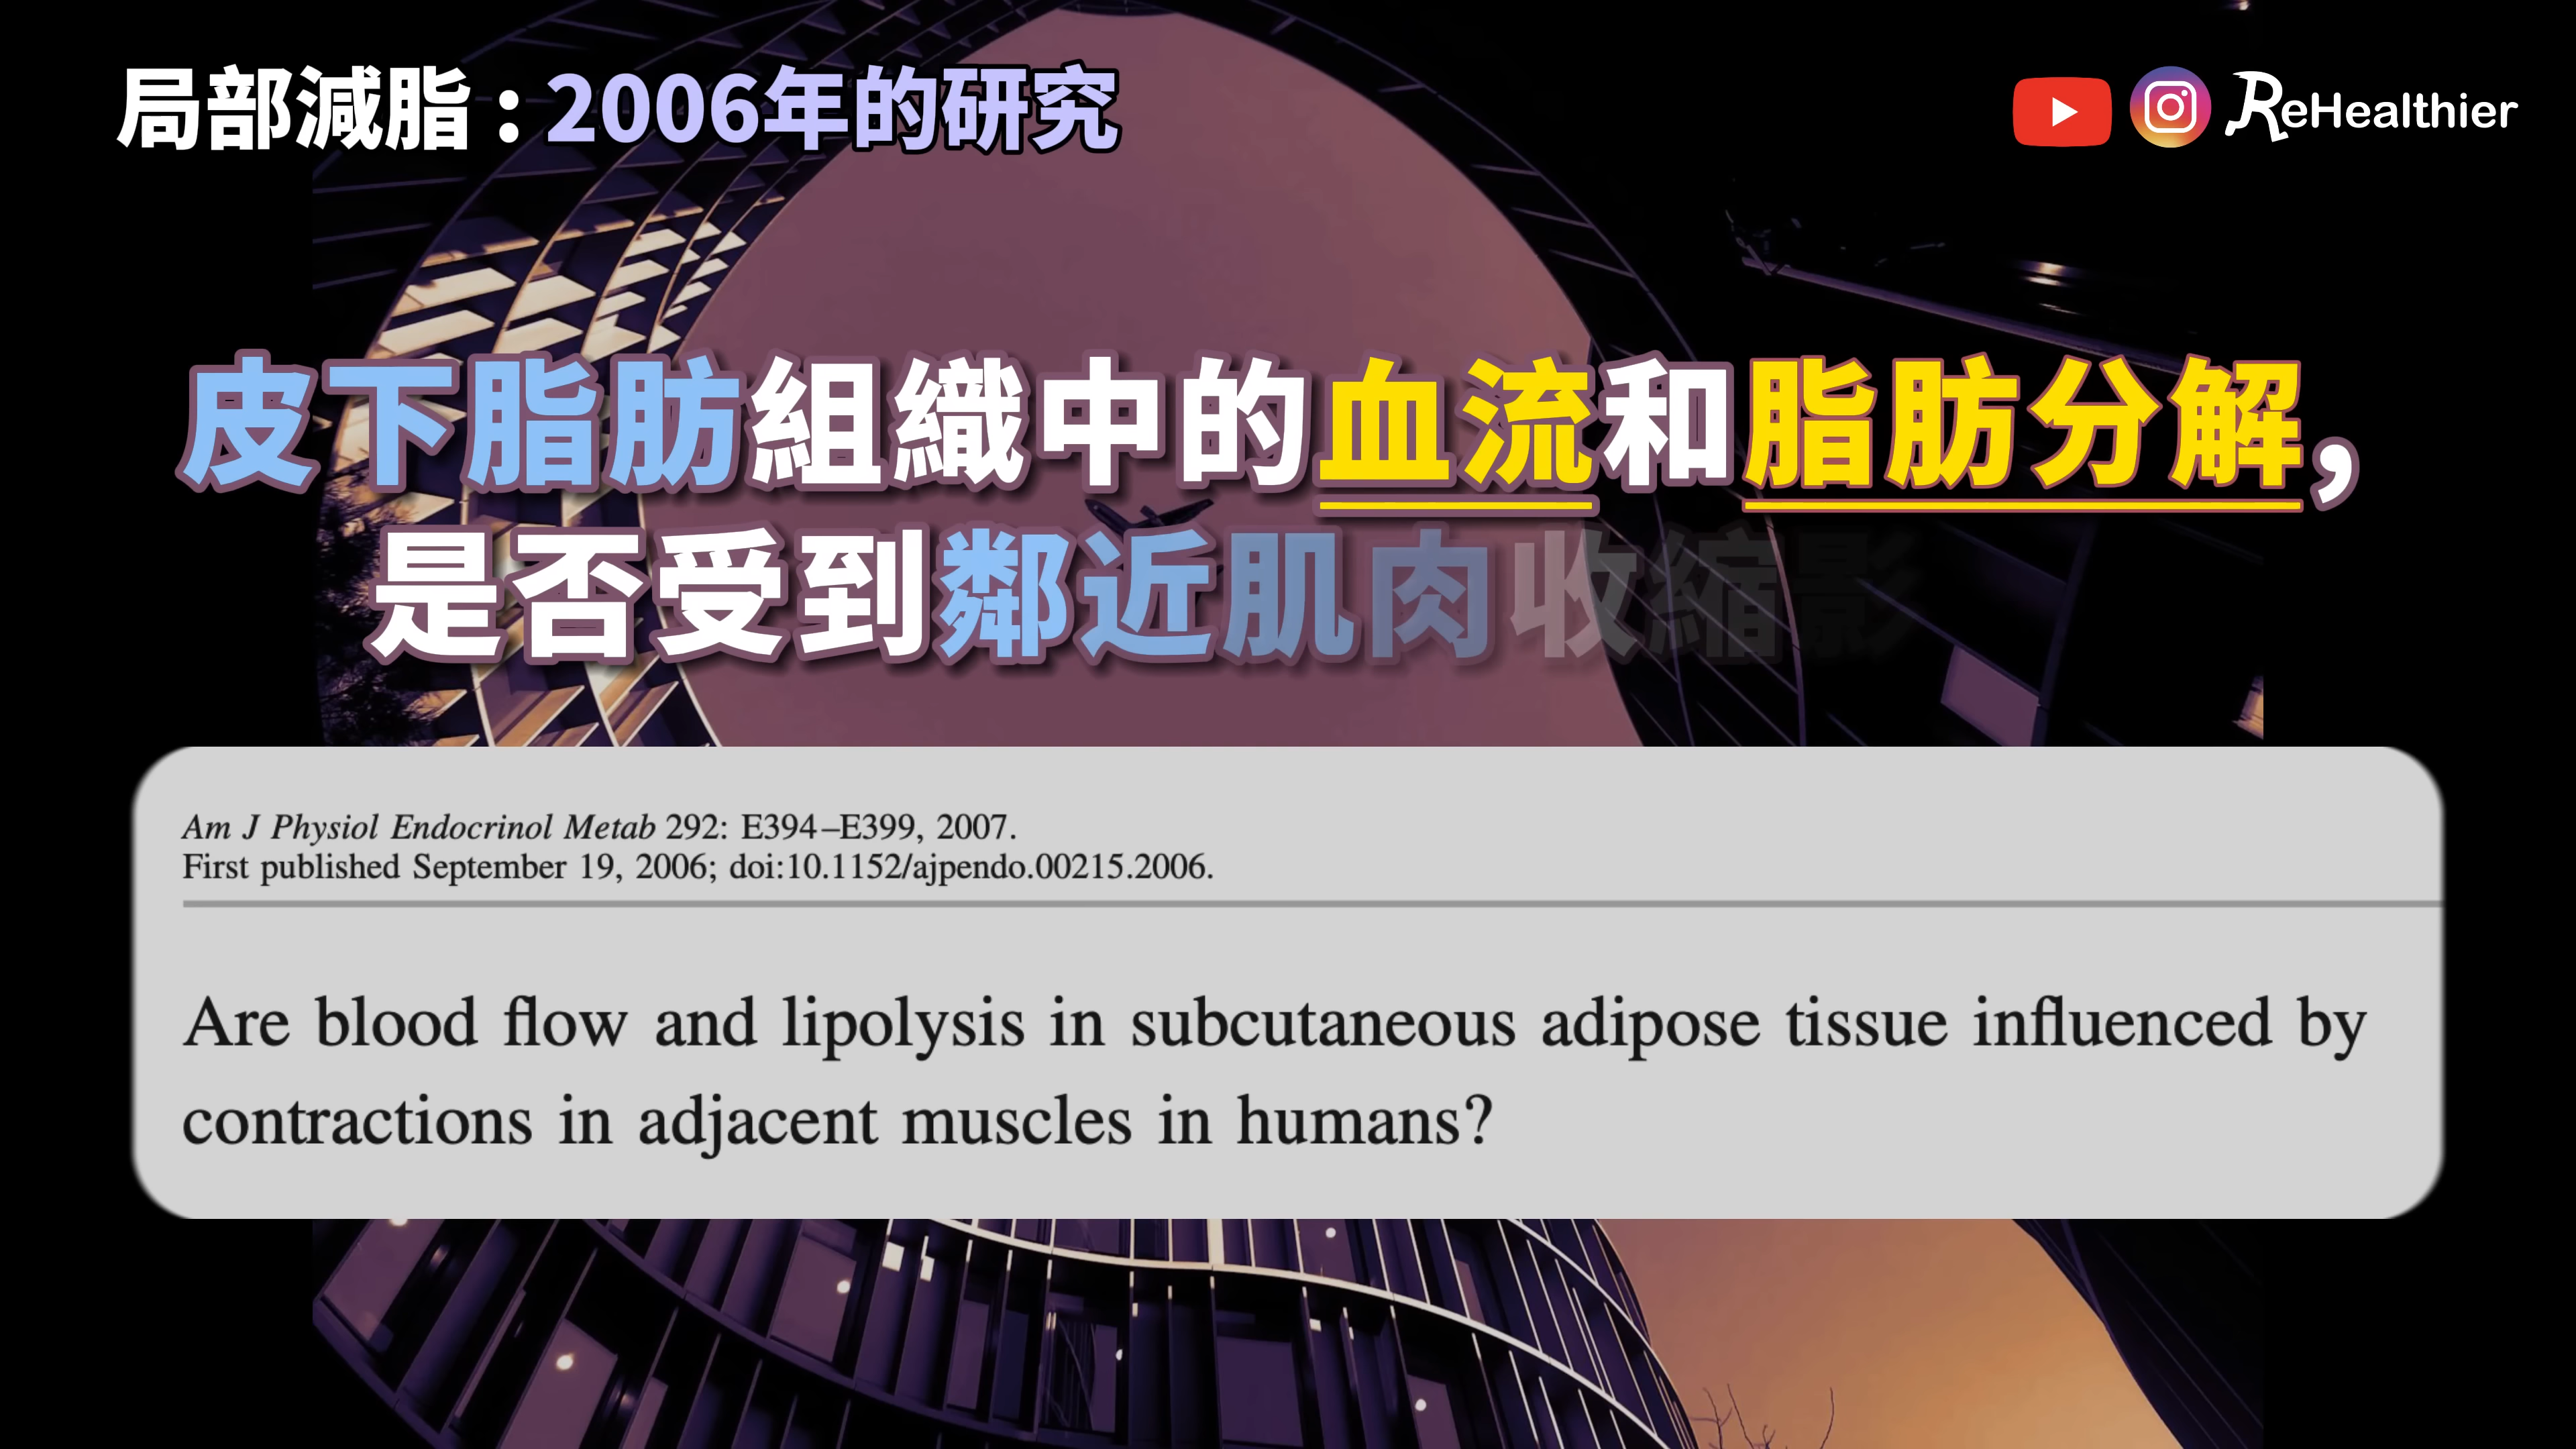 局部減脂：2006年的研究
ReHealthier
皮下脂肪組織中的血流和脂肪分解,
是否受到鄰近肌肉收縮影
Am J Physiol Endocrinol Metab 292: E394–E399, 2007.
First published September 19, 2006; doi:10.1152/ajpendo.00215.2006.
Are blood flow and lipolysis in subcutaneous adipose tissue influenced by
contractions in adjacent muscles in humans?